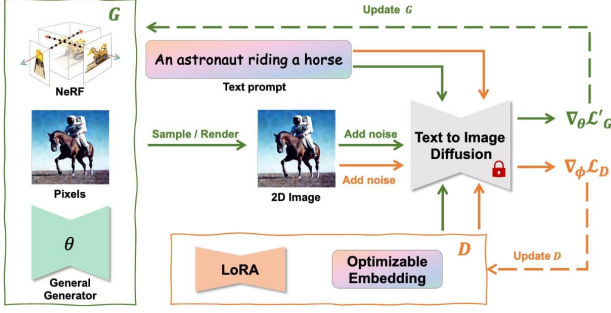 Update G
G
An astronaut riding a horse
Text prompt
NeRF
Sample / Render
Add noise
Add noise
Text to Image
Diffusion
∇θℒ'G
∇ϕℒD
Pixels
2D Image
θ
General
Generator
LoRA
Optimizable
Embedding
D
Update D